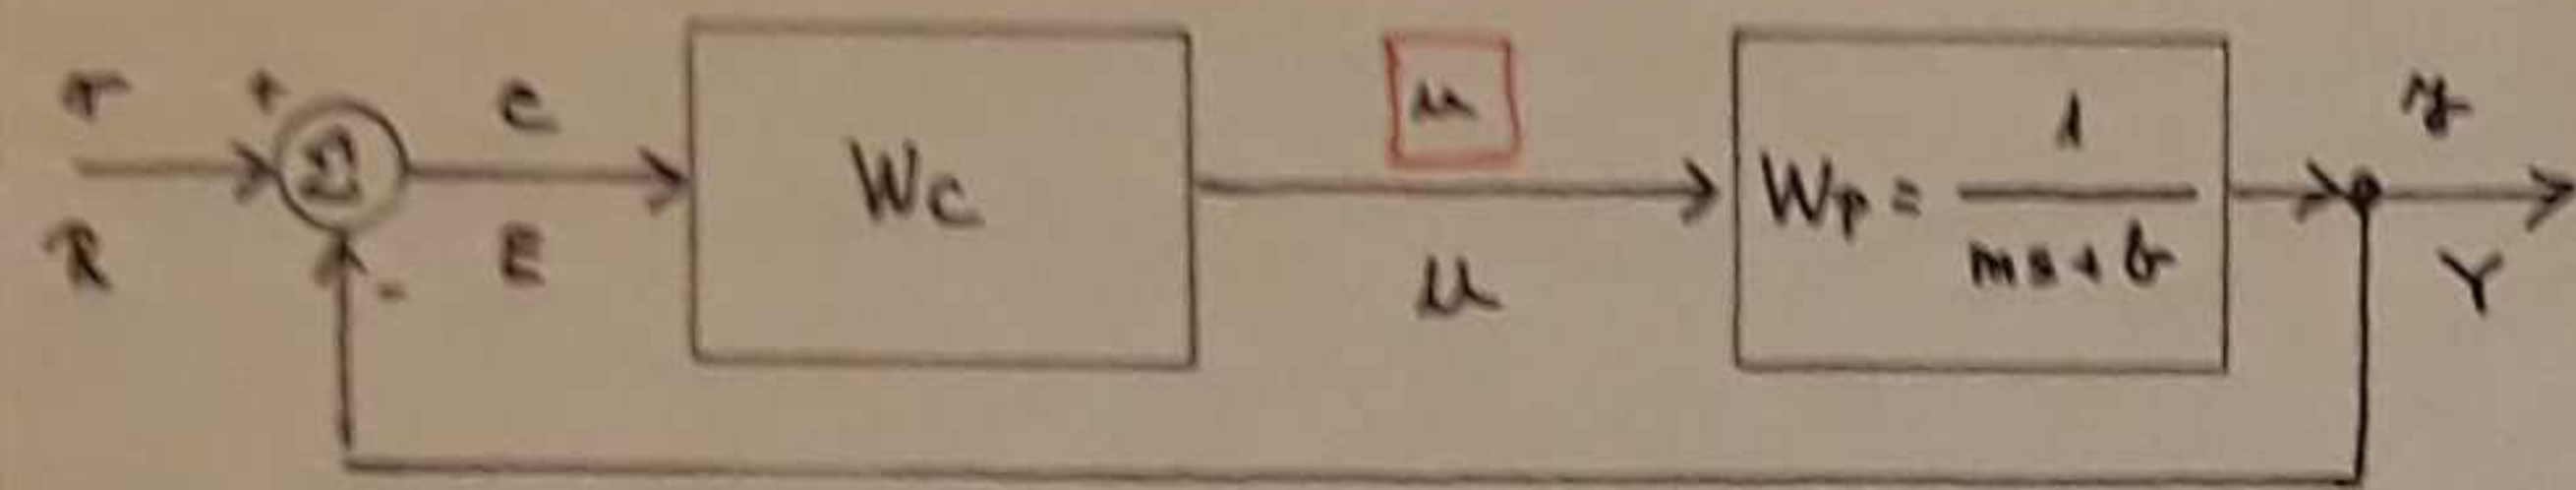 r + e u 1 y
Σ Wc Wp = ―
R - E U ms + b Y